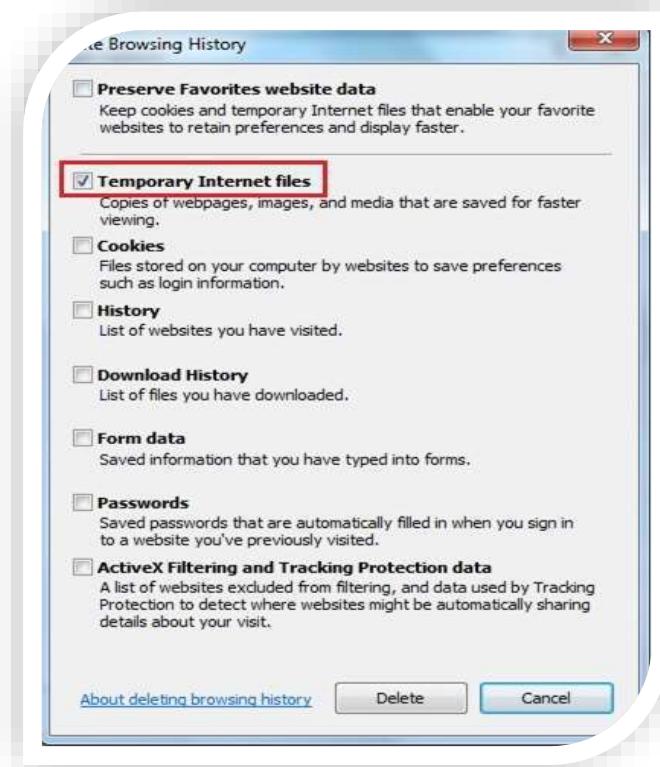 Browsing History
Preserve Favorites website data
Keep cookies and temporary Internet files that enable your favorite
websites to retain preferences and display faster.
Temporary Internet files
Copies of webpages, images, and media that are saved for faster
viewing.
Cookies
Files stored on your computer by websites to save preferences
such as login information.
History
List of websites you have visited.
Download History
List of files you have downloaded.
Form data
Saved information that you have typed into forms.
Passwords
Saved passwords that are automatically filled in when you sign in
to a website you've previously visited.
ActiveX Filtering and Tracking Protection data
A list of websites excluded from filtering, and data used by Tracking
Protection to detect where websites might be automatically sharing
details about your visit.
About deleting browsing history Delete Cancel